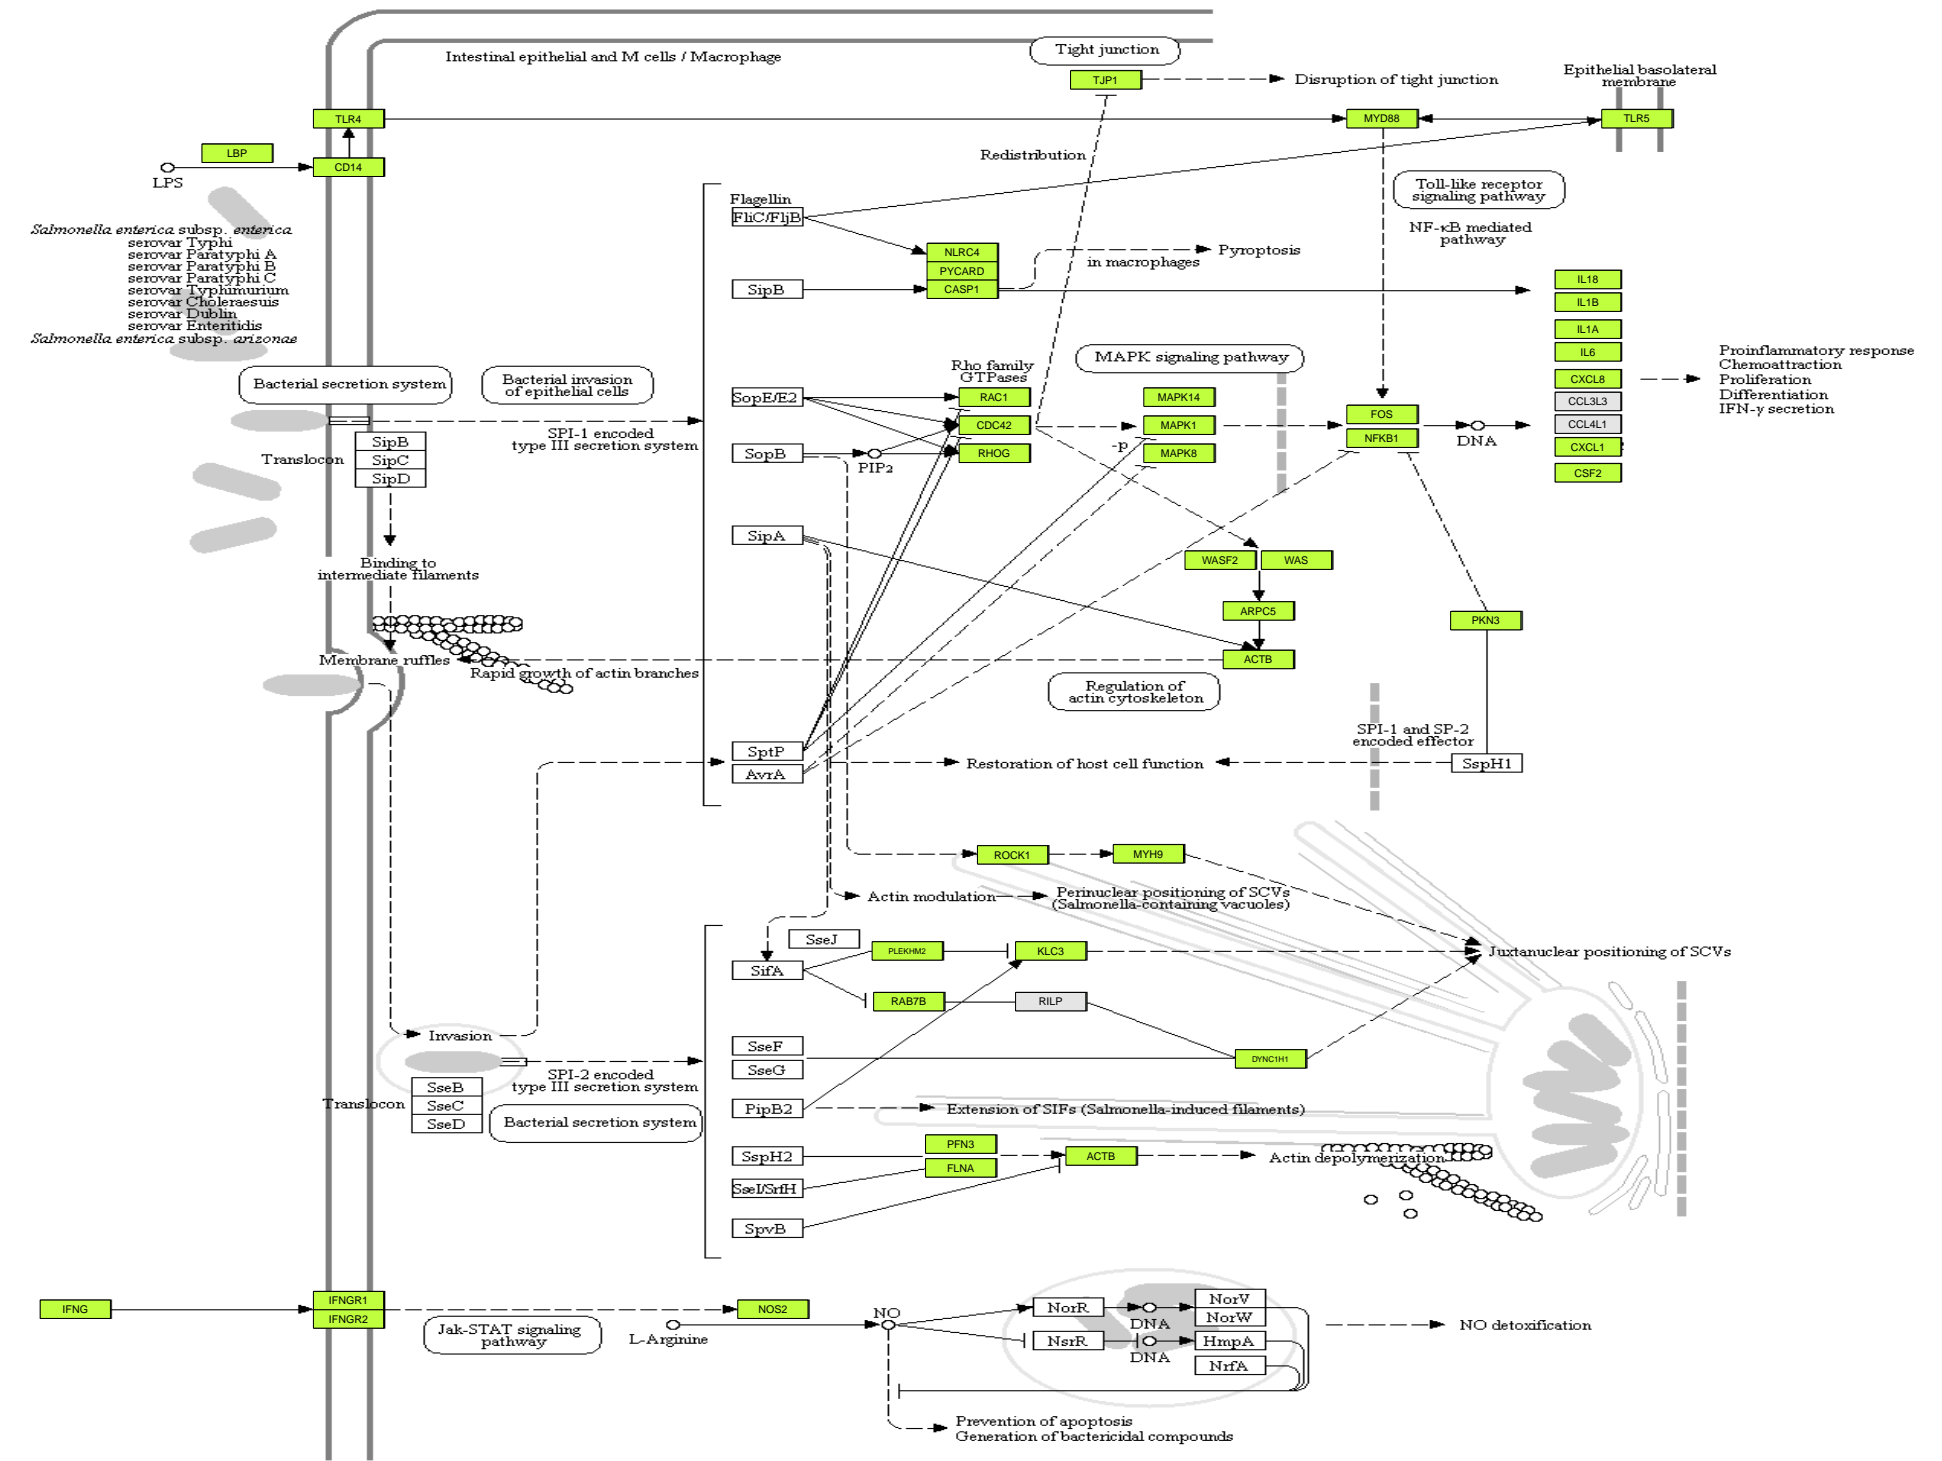 Intestinal epithelial and M cells / Macrophage
Tight junction
TJP1
Disruption of tight junction
Epithelial basolateral
membrane
TLR4
MYD88
TLR5
LBP
CD14
LPS
Redistribution
Toll-like receptor
signaling pathway
NF-κB mediated
pathway
Salmonella enterica subsp. enterica
serovar Typhi
serovar Paratyphi A
serovar Paratyphi B
serovar Paratyphi C
serovar Typhimurium
serovar Choleraesuis
serovar Dublin
serovar Enteritidis
Salmonella enterica subsp. arizonae
Flagellin
FliC/FljB
NLRC4
PYCARD
CASP1
in macrophages
Pyroptosis
SipB
IL18
IL1B
IL1A
IL6
CXCL8
CCL3L3
CCL4L1
CXCL1
CSF2
Proinflammatory response
Chemoattraction
Proliferation
Differentiation
IFN-γ secretion
Bacterial secretion system
Bacterial invasion
of epithelial cells
SPI-1 encoded
type III secretion system
Translocon
SipB
SipC
SipD
Rho family
GTPases
MAPK signaling pathway
SopE/E2
RAC1
CDC42
RHOG
SopB
PIP2
MAPK14
MAPK1
MAPK8
-p
FOS
NFKB1
DNA
SipA
WASF2
WAS
ARPC5
ACTB
PKN3
Binding to
intermediate filaments
Membrane ruffles
Rapid growth of actin branches
Regulation of
actin cytoskeleton
SptP
AvrA
Restoration of host cell function
SPI-1 and SP-2
encoded effector
SspH1
ROCK1
MYH9
Actin modulation
Perinuclear positioning of SCVs
(Salmonella-containing vacuoles)
SseJ
SifA
PLEKHM2
KLC3
Juxtanuclear positioning of SCVs
RAB7B
RILP
Invasion
SPI-2 encoded
type III secretion system
Translocon
SseB
SseC
SseD
Bacterial secretion system
SseF
SseG
DYNC1H1
PipB2
Extension of SIFs (Salmonella-induced filaments)
SspH2
PFN3
FLNA
ACTB
Actin depolymerization
SseI/SrfH
SpvB
IFNG
IFNGR1
IFNGR2
NOS2
Jak-STAT signaling
pathway
L-Arginine
NO
NorR
DNA
NorV
NorW
NsrR
DNA
HmpA
NrfA
NO detoxification
Prevention of apoptosis
Generation of bactericidal compounds